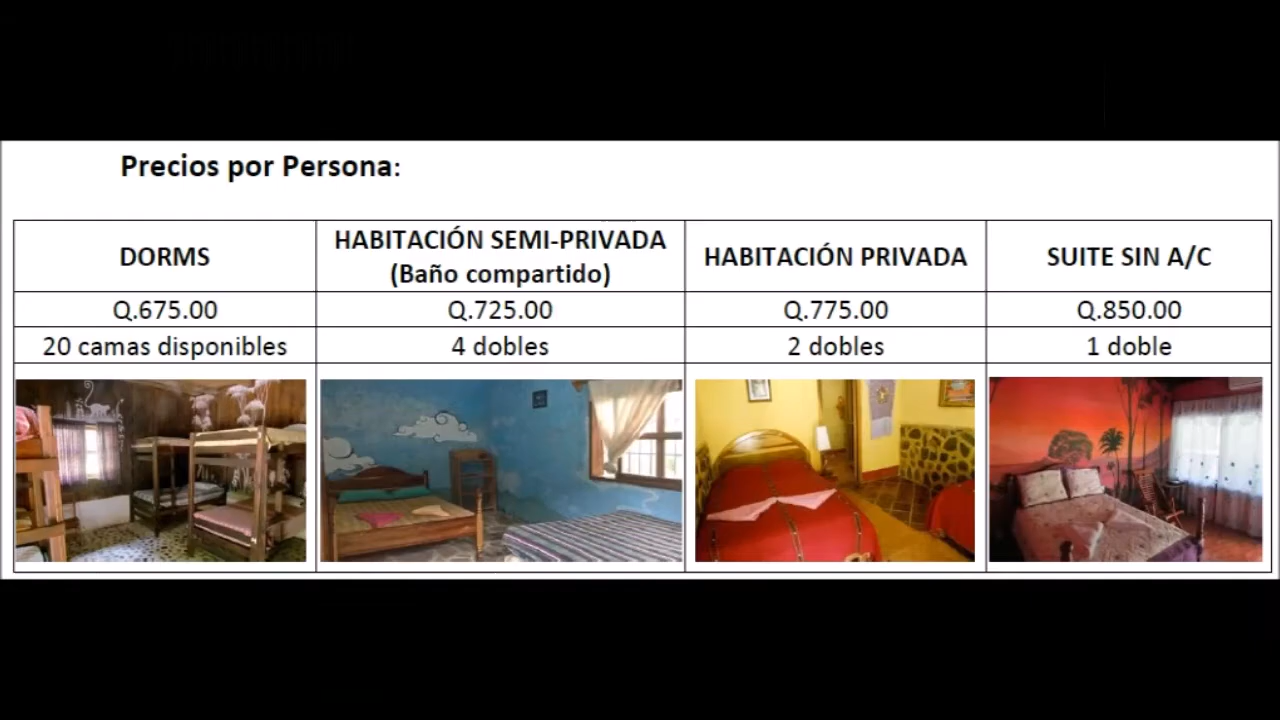 Precios por Persona:
DORMS
HABITACIÓN SEMI-PRIVADA
(Baño compartido)
HABITACIÓN PRIVADA
SUITE SIN A/C
Q.675.00
Q.725.00
Q.775.00
Q.850.00
20 camas disponibles
4 dobles
2 dobles
1 doble